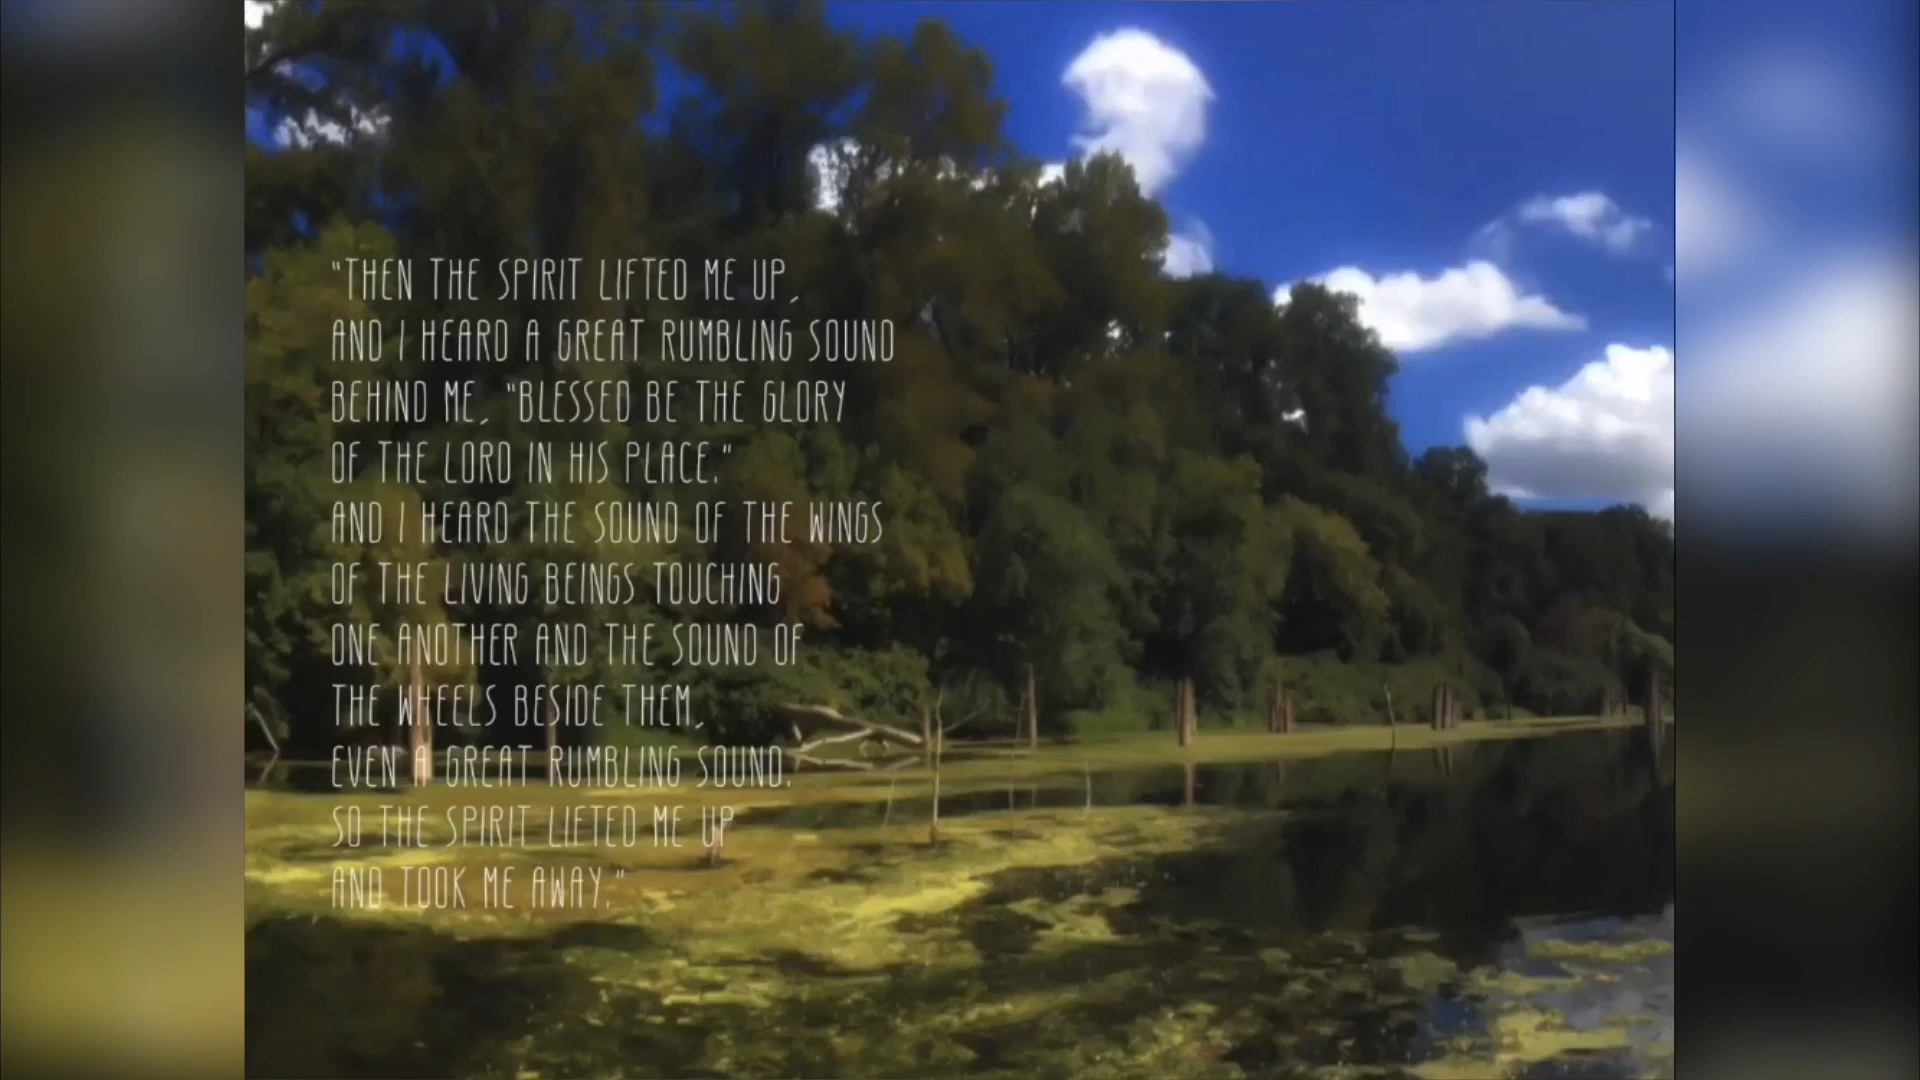 "THEN THE SPIRIT LIFTED ME UP,
AND I HEARD A GREAT RUMBLING SOUND
BEHIND ME, "BLESSED BE THE GLORY
OF THE LORD IN HIS PLACE."
AND I HEARD THE SOUND OF THE WINGS
OF THE LIVING BEINGS TOUCHING
ONE ANOTHER AND THE SOUND OF
THE WHEELS BESIDE THEM,
EVEN A GREAT RUMBLING SOUND.
SO THE SPIRIT LIFTED ME UP
AND TOOK ME AWAY."